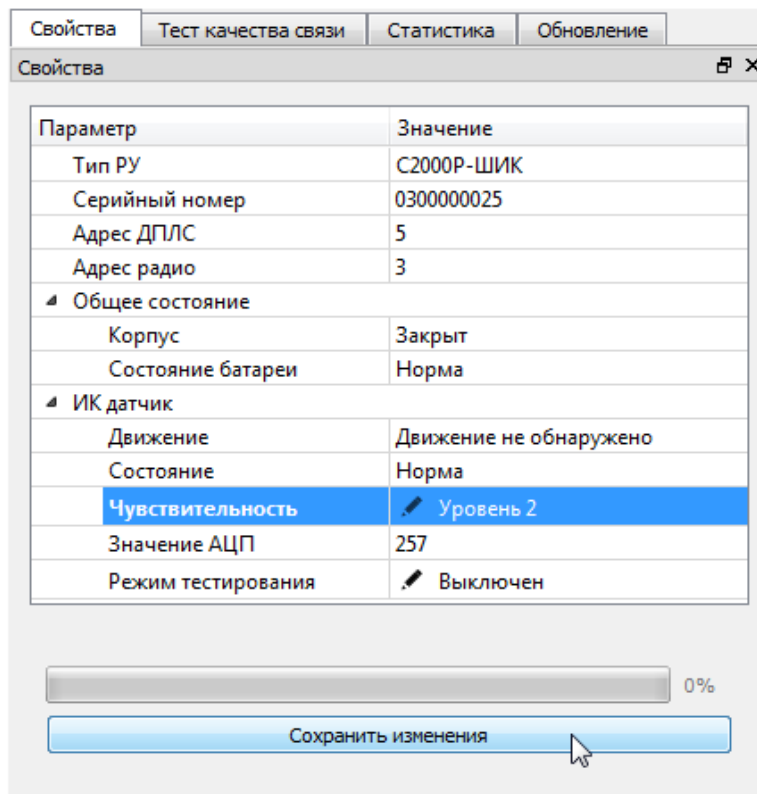 Свойства Тест качества связи Статистика Обновление
Свойства
Параметр Значение
Тип РУ С2000Р-ШИК
Серийный номер 0300000025
Адрес ДПЛС 5
Адрес радио 3
Общее состояние
Корпус Закрыт
Состояние батареи Норма
ИК датчик
Движение Движение не обнаружено
Состояние Норма
Чувствительность Уровень 2
Значение АЦП 257
Режим тестирования Выключен
0%
Сохранить изменения